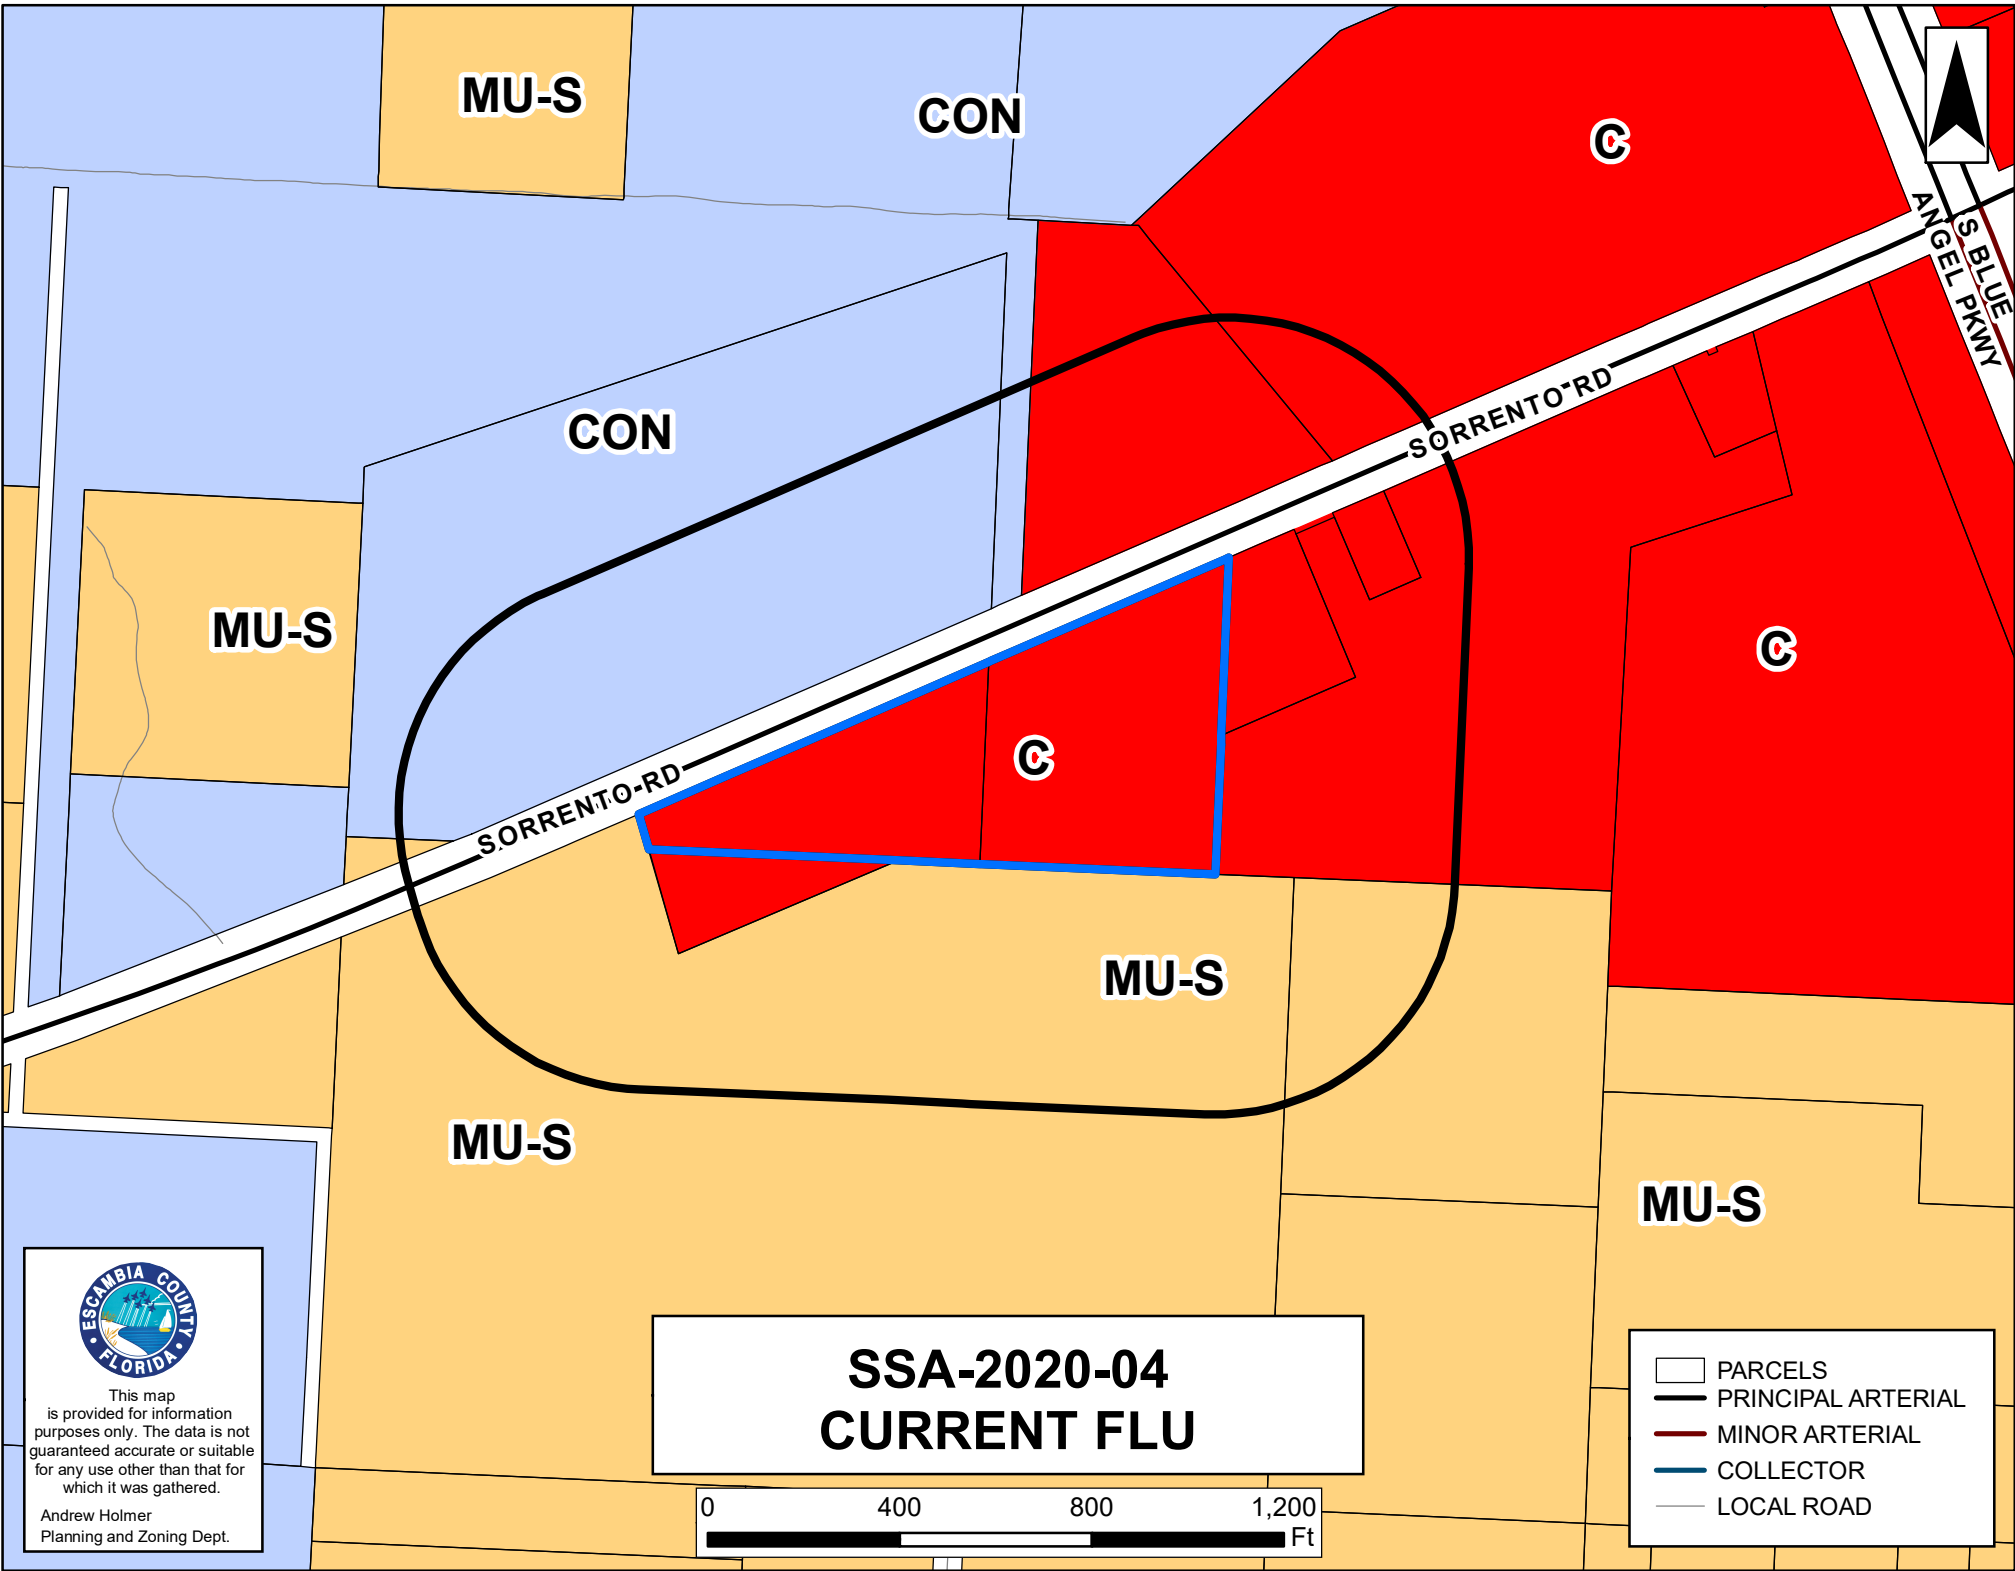 MU-S
CON
C
S BLUE
ANGEL PKWY
SORRENTO RD
CON
MU-S
C
C
SORRENTO RD
MU-S
MU-S
MU-S
ESCAMBIA COUNTY
FLORIDA
This map
is provided for information
purposes only. The data is not
guaranteed accurate or suitable
for any use other than that for
which it was gathered.
Andrew Holmer
Planning and Zoning Dept.
SSA-2020-04
CURRENT FLU
0 400 800 1,200
Ft
PARCELS
PRINCIPAL ARTERIAL
MINOR ARTERIAL
COLLECTOR
LOCAL ROAD